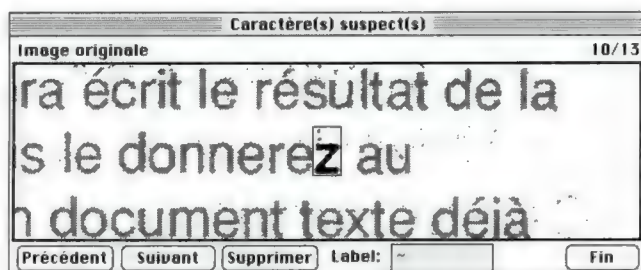 Caractère(s) suspect(s)
Image originale 10/13
ra écrit le résultat de la
s le donnerez au
n document texte déjà
Précédent Suivant Supprimer Label: ~ Fin